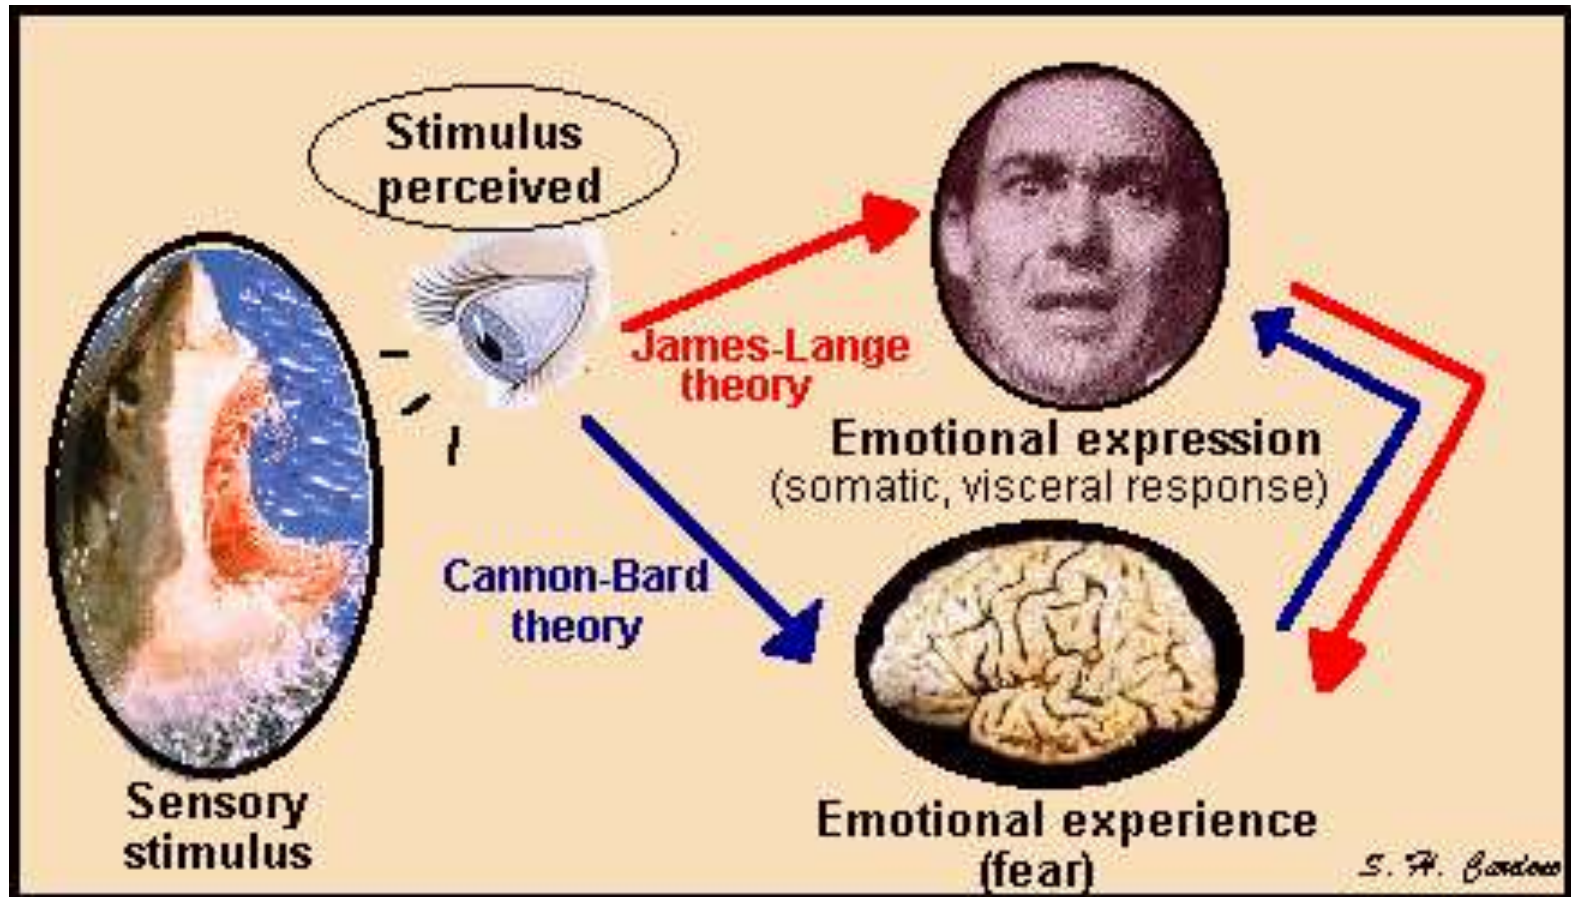 Stimulus
perceived
James-Lange
theory
Emotional expression
(somatic, visceral response)
Cannon-Bard
theory
Sensory
stimulus
Emotional experience
(fear)
S. H. Cardoso